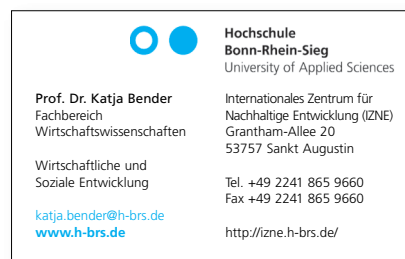 Hochschule
Bonn-Rhein-Sieg
University of Applied Sciences
Prof. Dr. Katja Bender
Fachbereich
Wirtschaftswissenschaften
Wirtschaftliche und
Soziale Entwicklung
katja.bender@h-brs.de
www.h-brs.de
Internationales Zentrum für
Nachhaltige Entwicklung (IZNE)
Grantham-Allee 20
53757 Sankt Augustin
Tel. +49 2241 865 9660
Fax +49 2241 865 9660
http://izne.h-brs.de/